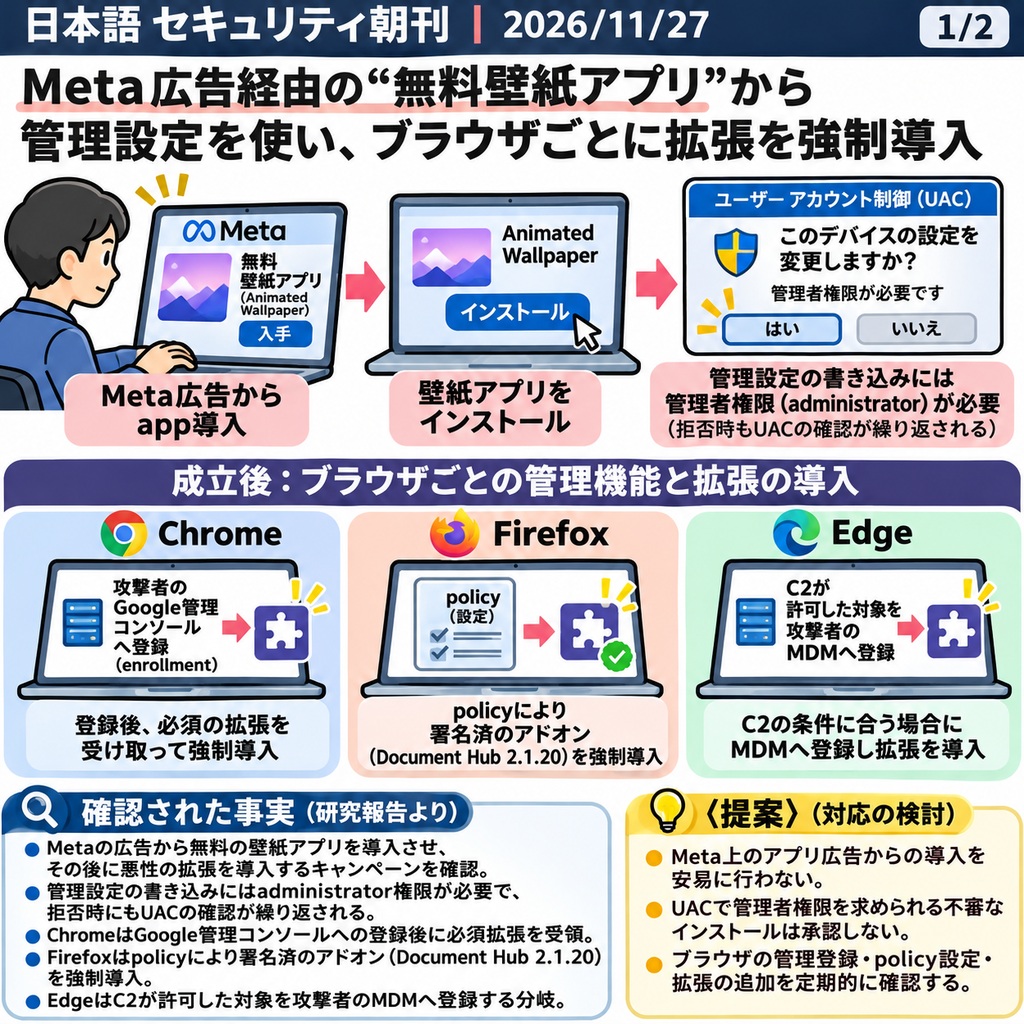 日本語 セキュリティ朝刊 | 2026/11/27
1/2
Meta広告経由の“無料壁紙アプリ”から
管理設定を使い、ブラウザごとに拡張を強制導入
Meta
無料
壁紙アプリ
(Animated
Wallpaper)
入手
Meta広告から
app導入
Animated
Wallpaper
インストール
壁紙アプリを
インストール
ユーザー アカウント制御（UAC）
このデバイスの設定を
変更しますか？
管理者権限が必要です
はい
いいえ
管理設定の書き込みには
管理者権限（administrator）が必要
（拒否時もUACの確認が繰り返される）
成立後：ブラウザごとの管理機能と拡張の導入
Chrome
攻撃者の
Google管理
コンソール
へ登録
（enrollment）
登録後、必須の拡張を
受け取って強制導入
Firefox
policy
（設定）
policyにより
署名済のアドオン
（Document Hub 2.1.20）を強制導入
Edge
C2が
許可した対象を
攻撃者の
MDMへ登録
C2の条件に合う場合に
MDMへ登録し拡張を導入
確認された事実（研究報告より）
● Metaの広告から無料の壁紙アプリを導入させ、
その後に悪性の拡張を導入するキャンペーンを確認。
● 管理設定の書き込みにはadministrator権限が必要で、
拒否時にもUACの確認が繰り返される。
● ChromeはGoogle管理コンソールへの登録後に必須拡張を受領。
● Firefoxはpolicyにより署名済のアドオン（Document Hub 2.1.20）
を強制導入。
● EdgeはC2が許可した対象を攻撃者のMDMへ登録する分岐。
〈提案〉（対応の検討）
● Meta上のアプリ広告からの導入を
安易に行わない。
● UACで管理者権限を求められる不審な
インストールは承認しない。
● ブラウザの管理登録・policy設定・
拡張の追加を定期的に確認する。